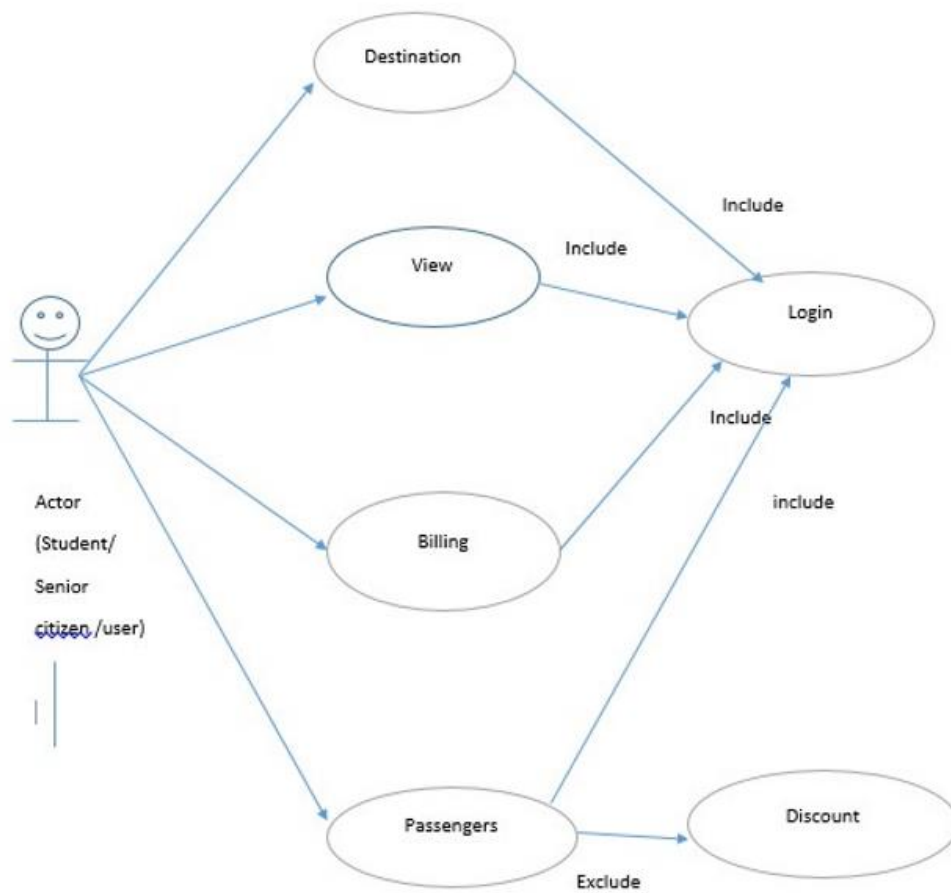 Destination
Include
View
Include
Login
Include
Actor
(Student/
Senior
citizen /user)
include
Billing
Passengers
Discount
Exclude